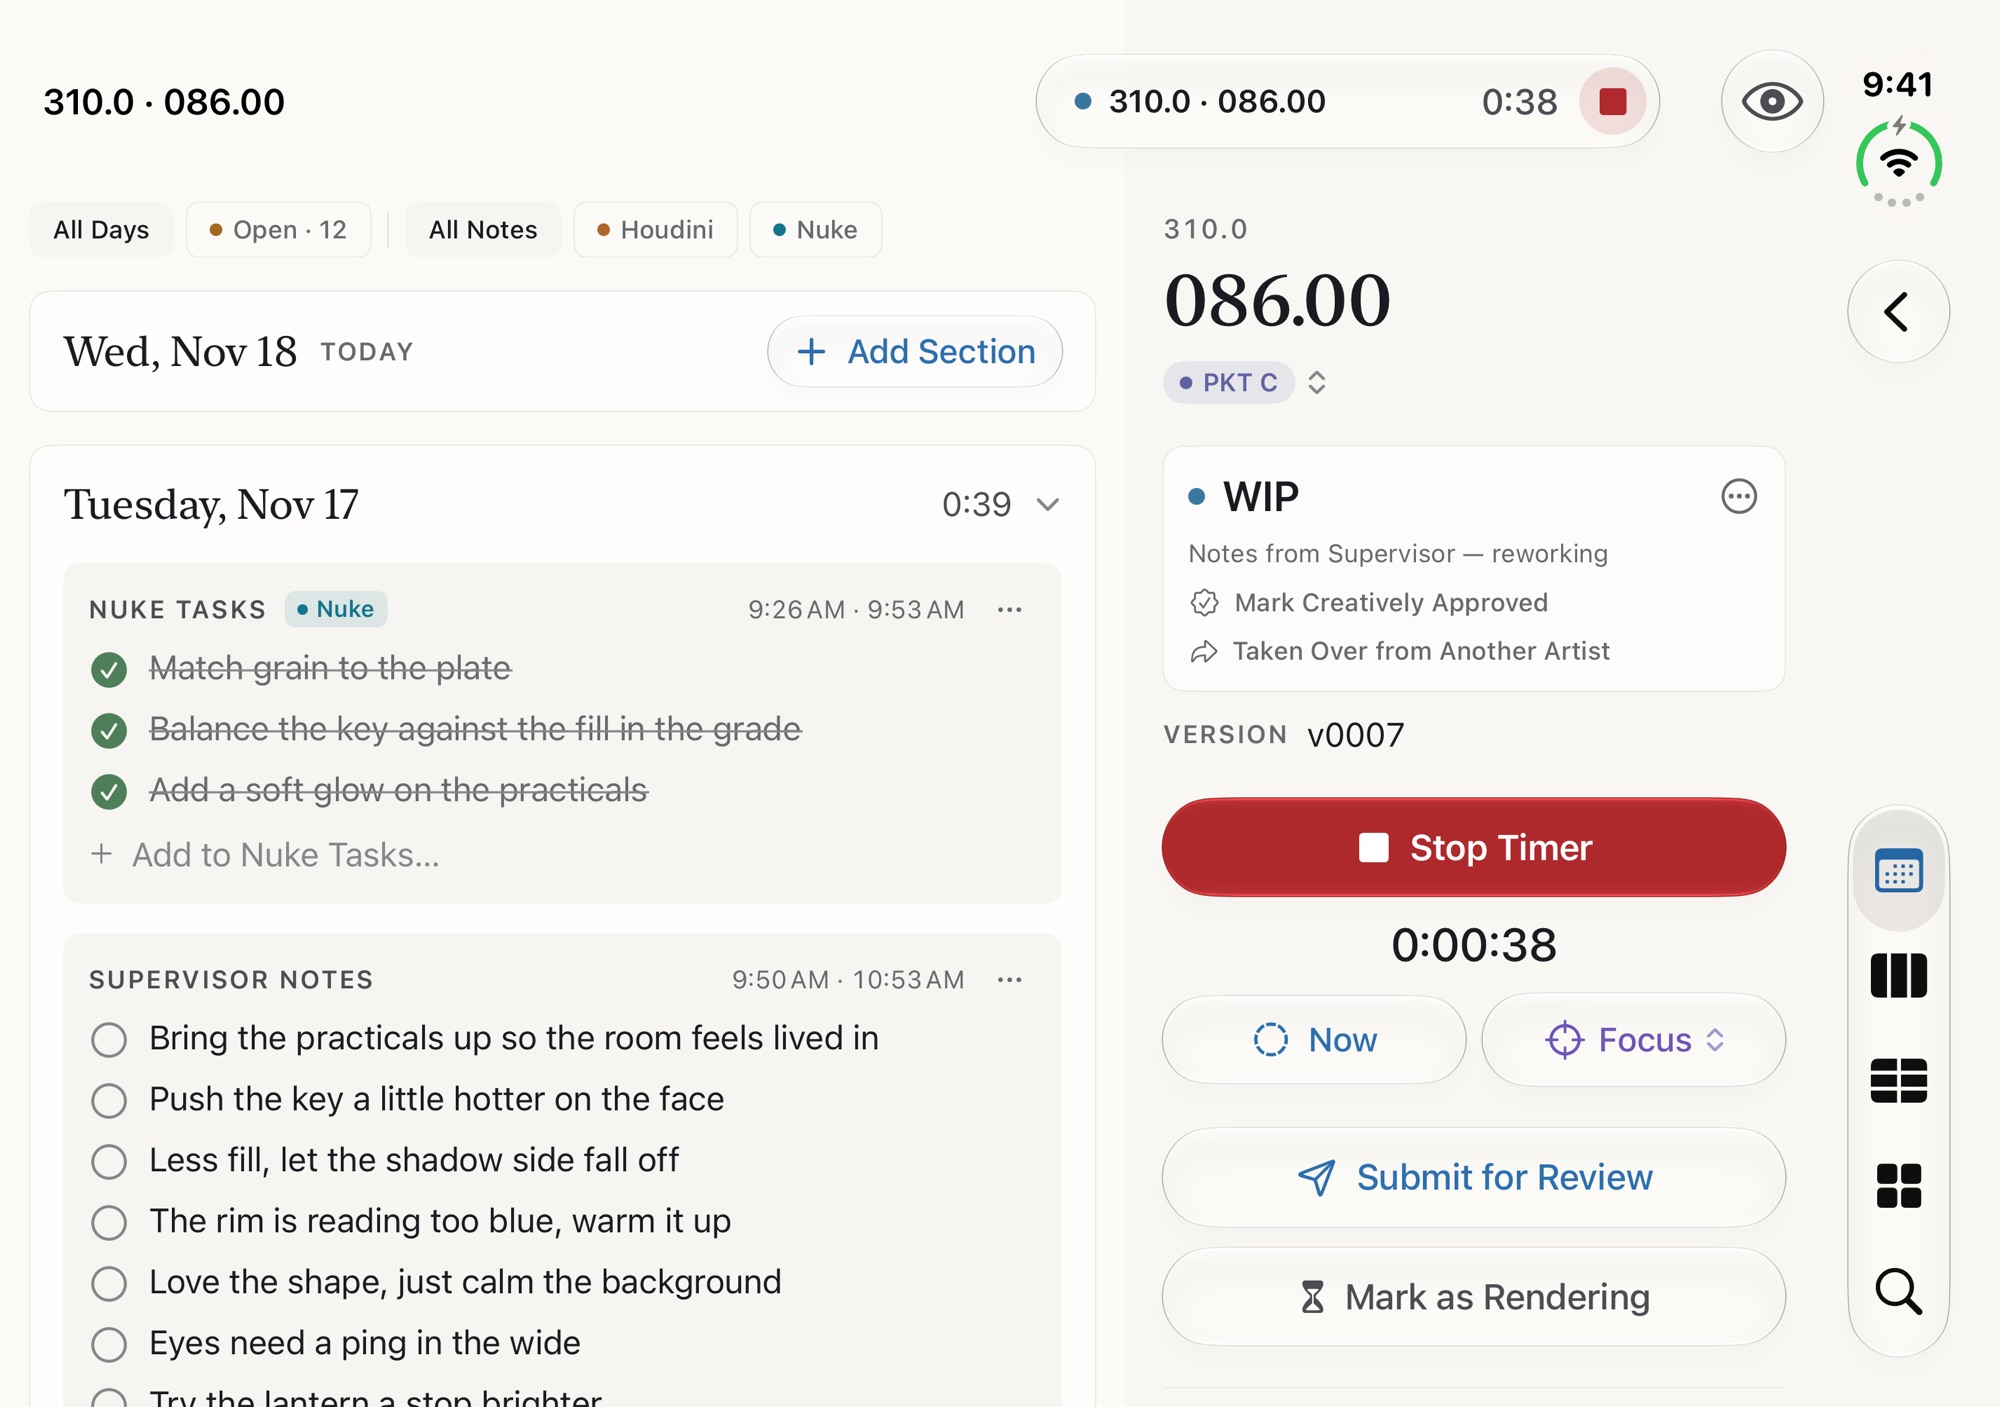 310.0 · 086.00
310.0 · 086.00 0:38
9:41
All Days Open · 12 All Notes Houdini Nuke
Wed, Nov 18 TODAY
Add Section
Tuesday, Nov 17 0:39
NUKE TASKS Nuke 9:26 AM · 9:53 AM
Match grain to the plate
Balance the key against the fill in the grade
Add a soft glow on the practicals
Add to Nuke Tasks...
SUPERVISOR NOTES 9:50 AM · 10:53 AM
Bring the practicals up so the room feels lived in
Push the key a little hotter on the face
Less fill, let the shadow side fall off
The rim is reading too blue, warm it up
Love the shape, just calm the background
Eyes need a ping in the wide
Try the lantern a stop brighter
310.0
086.00
PKT C
WIP
Notes from Supervisor — reworking
Mark Creatively Approved
Taken Over from Another Artist
VERSION v0007
Stop Timer
0:00:38
Now
Focus
Submit for Review
Mark as Rendering